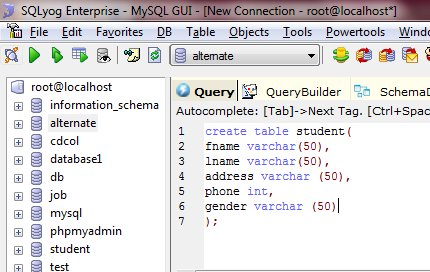 SQLyog Enterprise - MySQL GUI - [New Connection - root@localhost*]
File Edit Favorites DB Table Objects Tools Powertools Window
alternate
root@localhost
information_schema
alternate
cdcol
database1
db
job
mysql
phpmyadmin
student
test
Query QueryBuilder
Autocomplete: [Tab]->Next Tag. [Ctrl+Spac
1 create table student(
2 fname varchar(50),
3 lname varchar(50),
4 address varchar (50),
5 phone int,
6 gender varchar (50)
7 );